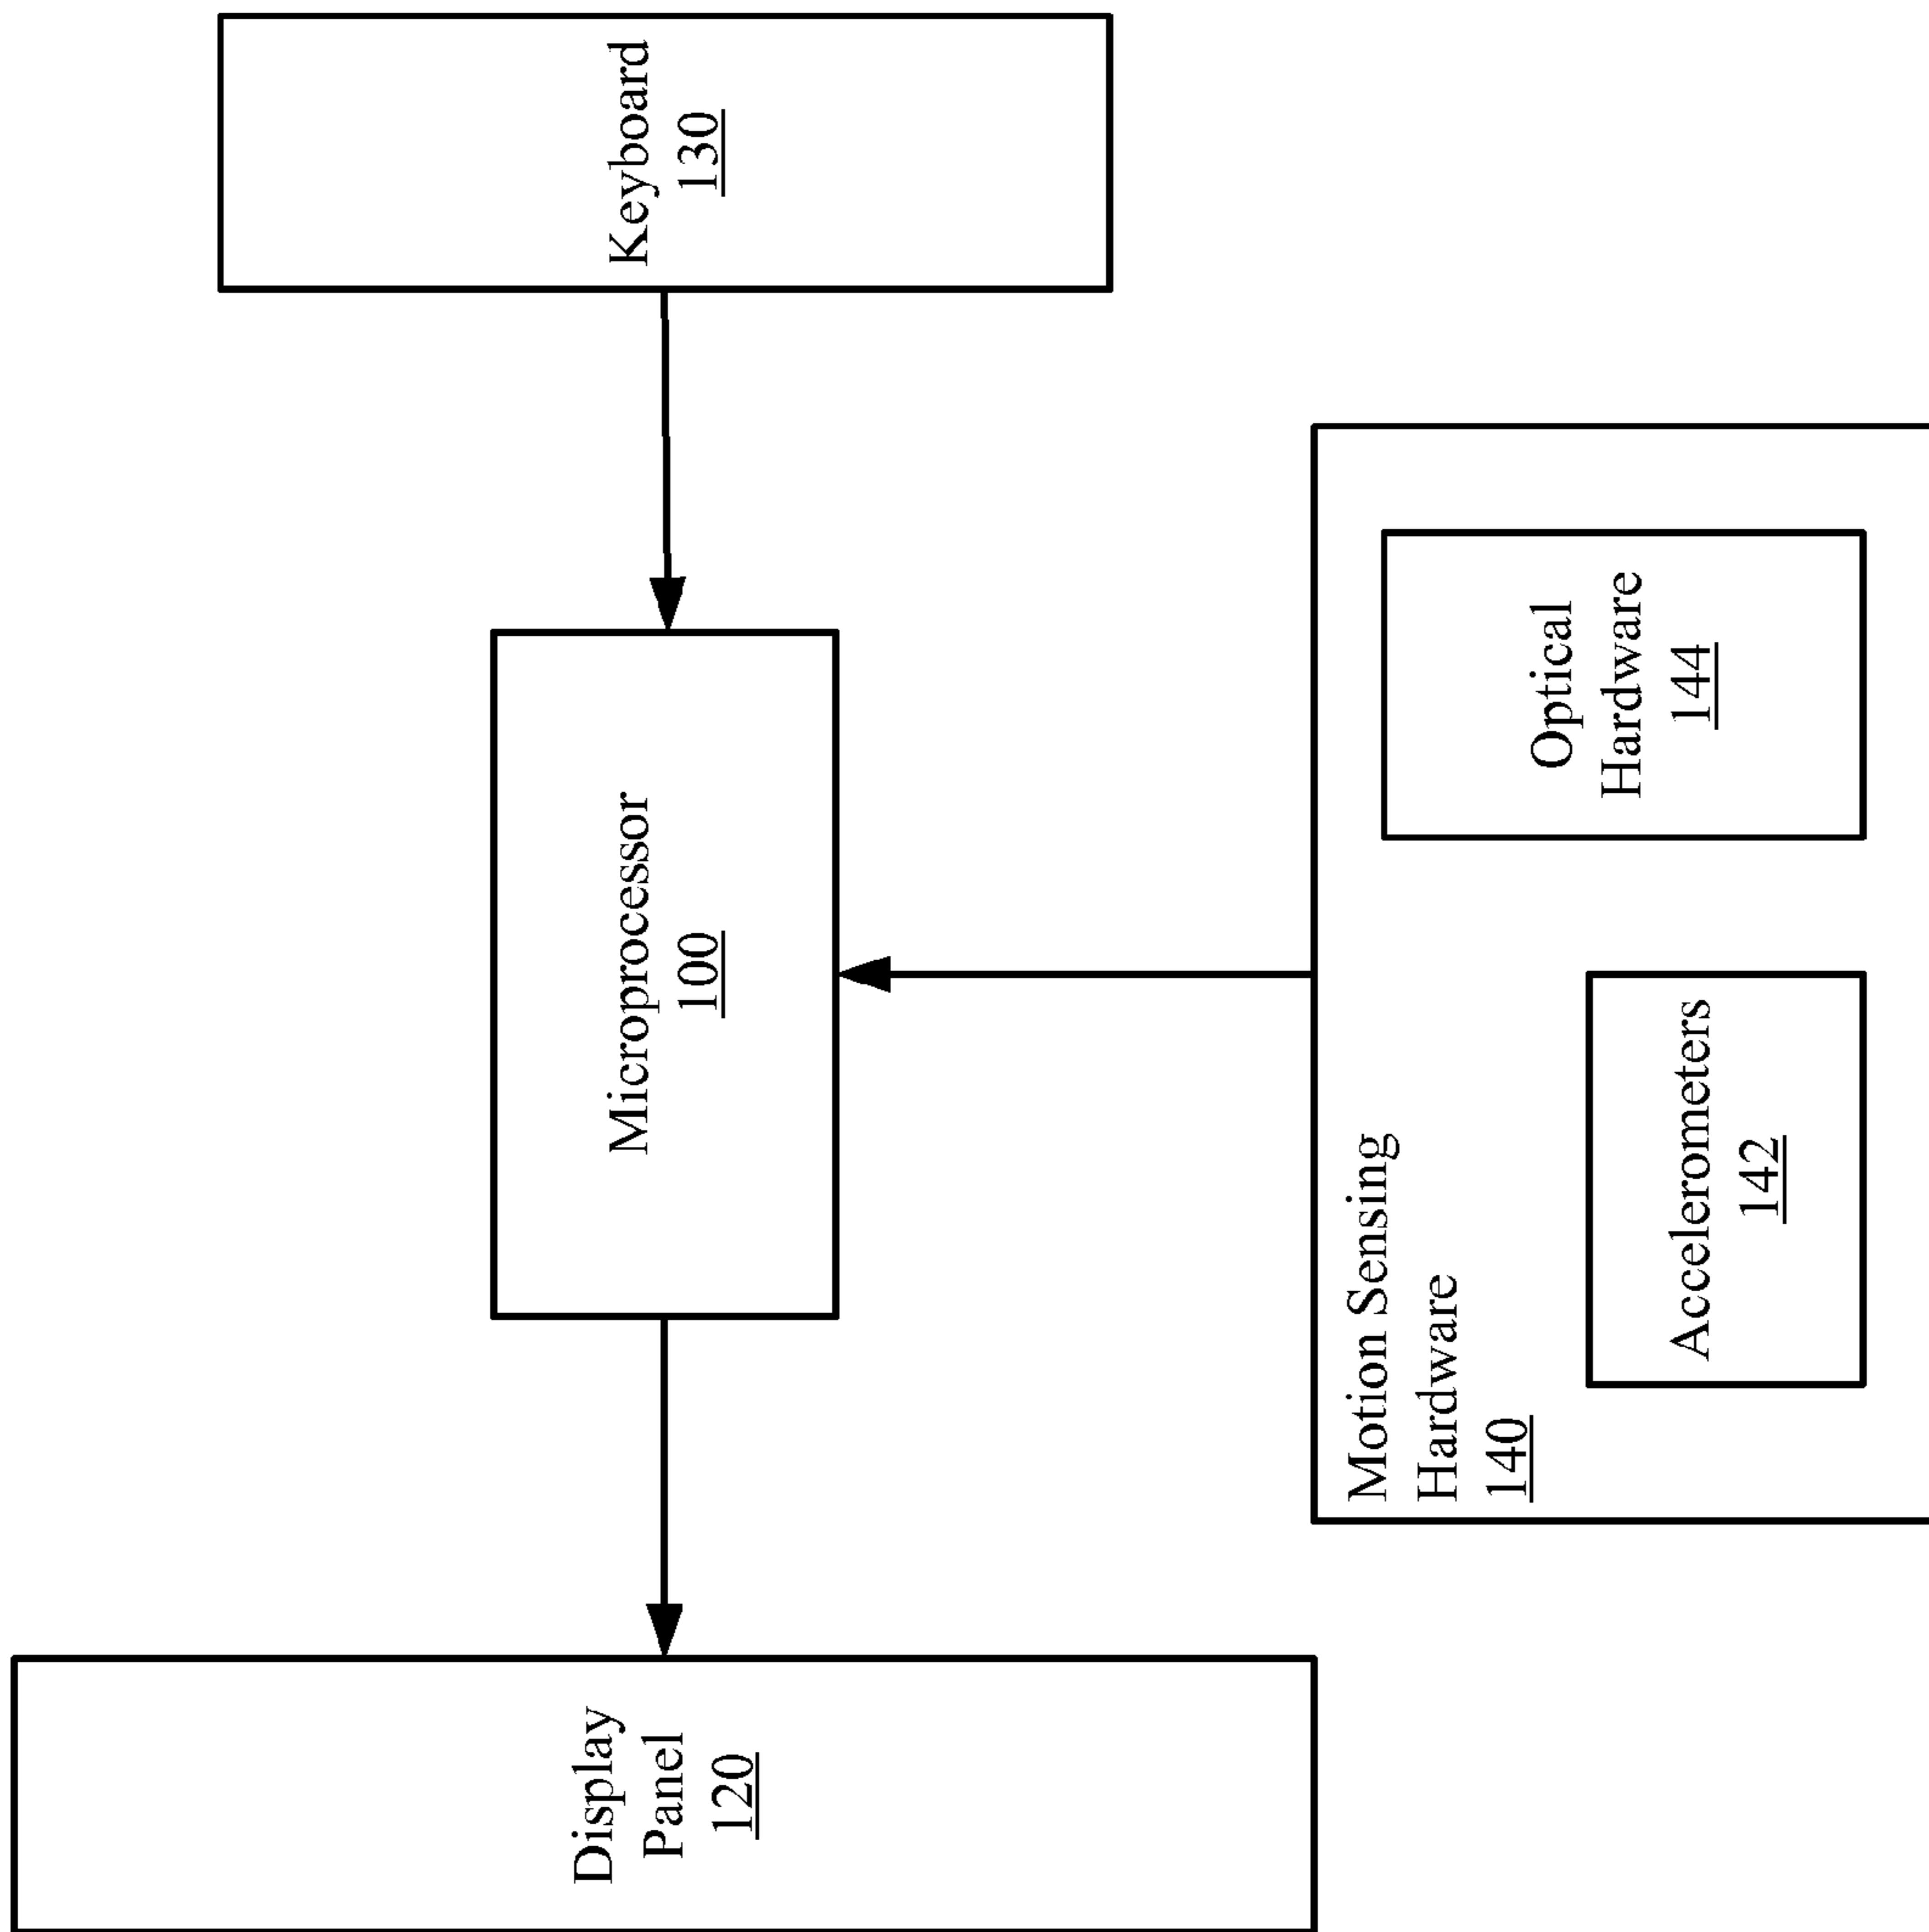 Display
Panel
120
Microprocessor
100
Keyboard
130
Motion Sensing
Hardware
140
Accelerometers
142
Optical
Hardware
144